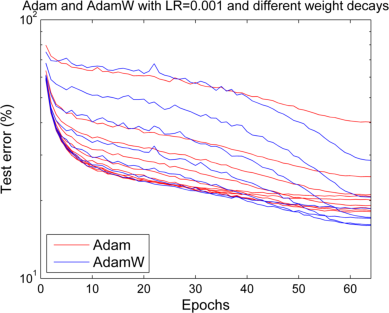 Adam and AdamW with LR=0.001 and different weight decays
10²
Test error (%)
10¹
Adam
AdamW
10 20 30 40 50 60
Epochs